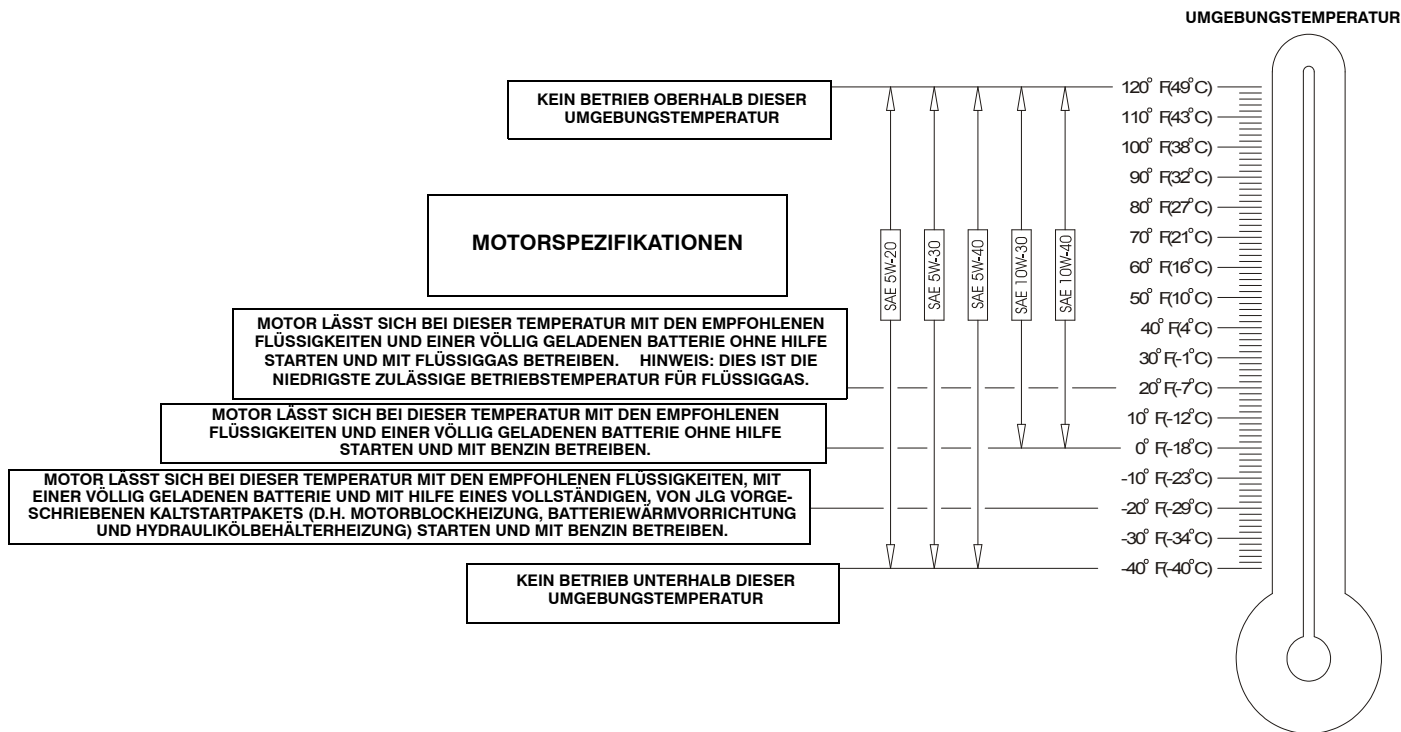 UMGEBUNGSTEMPERATUR
KEIN BETRIEB OBERHALB DIESER
UMGEBUNGSTEMPERATUR
MOTORSPEZIFIKATIONEN
MOTOR LÄSST SICH BEI DIESER TEMPERATUR MIT DEN EMPFOHLENEN
FLÜSSIGKEITEN UND EINER VÖLLIG GELADENEN BATTERIE OHNE HILFE
STARTEN UND MIT FLÜSSIGGAS BETREIBEN. HINWEIS: DIES IST DIE
NIEDRIGSTE ZULÄSSIGE BETRIEBSTEMPERATUR FÜR FLÜSSIGGAS.
MOTOR LÄSST SICH BEI DIESER TEMPERATUR MIT DEN EMPFOHLENEN
FLÜSSIGKEITEN UND EINER VÖLLIG GELADENEN BATTERIE OHNE HILFE
STARTEN UND MIT BENZIN BETREIBEN.
MOTOR LÄSST SICH BEI DIESER TEMPERATUR MIT DEN EMPFOHLENEN FLÜSSIGKEITEN, MIT
EINER VÖLLIG GELADENEN BATTERIE UND MIT HILFE EINES VOLLSTÄNDIGEN, VON JLG VORGE-
SCHRIEBENEN KALTSTARTPAKETS (D.H. MOTORBLOCKHEIZUNG, BATTERIEWÄRMVORRICHTUNG
UND HYDRAULIKÖLBEHÄLTERHEIZUNG) STARTEN UND MIT BENZIN BETREIBEN.
KEIN BETRIEB UNTERHALB DIESER
UMGEBUNGSTEMPERATUR
SAE 5W-20
SAE 5W-30
SAE 5W-40
SAE 10W-30
SAE 10W-40
120° F(49°C)
110° F(43°C)
100° F(38°C)
90° F(32°C)
80° F(27°C)
70° F(21°C)
60° F(16°C)
50° F(10°C)
40° F(4°C)
30° F(-1°C)
20° F(-7°C)
10° F(-12°C)
0° F(-18°C)
-10° F(-23°C)
-20° F(-29°C)
-30° F(-34°C)
-40° F(-40°C)